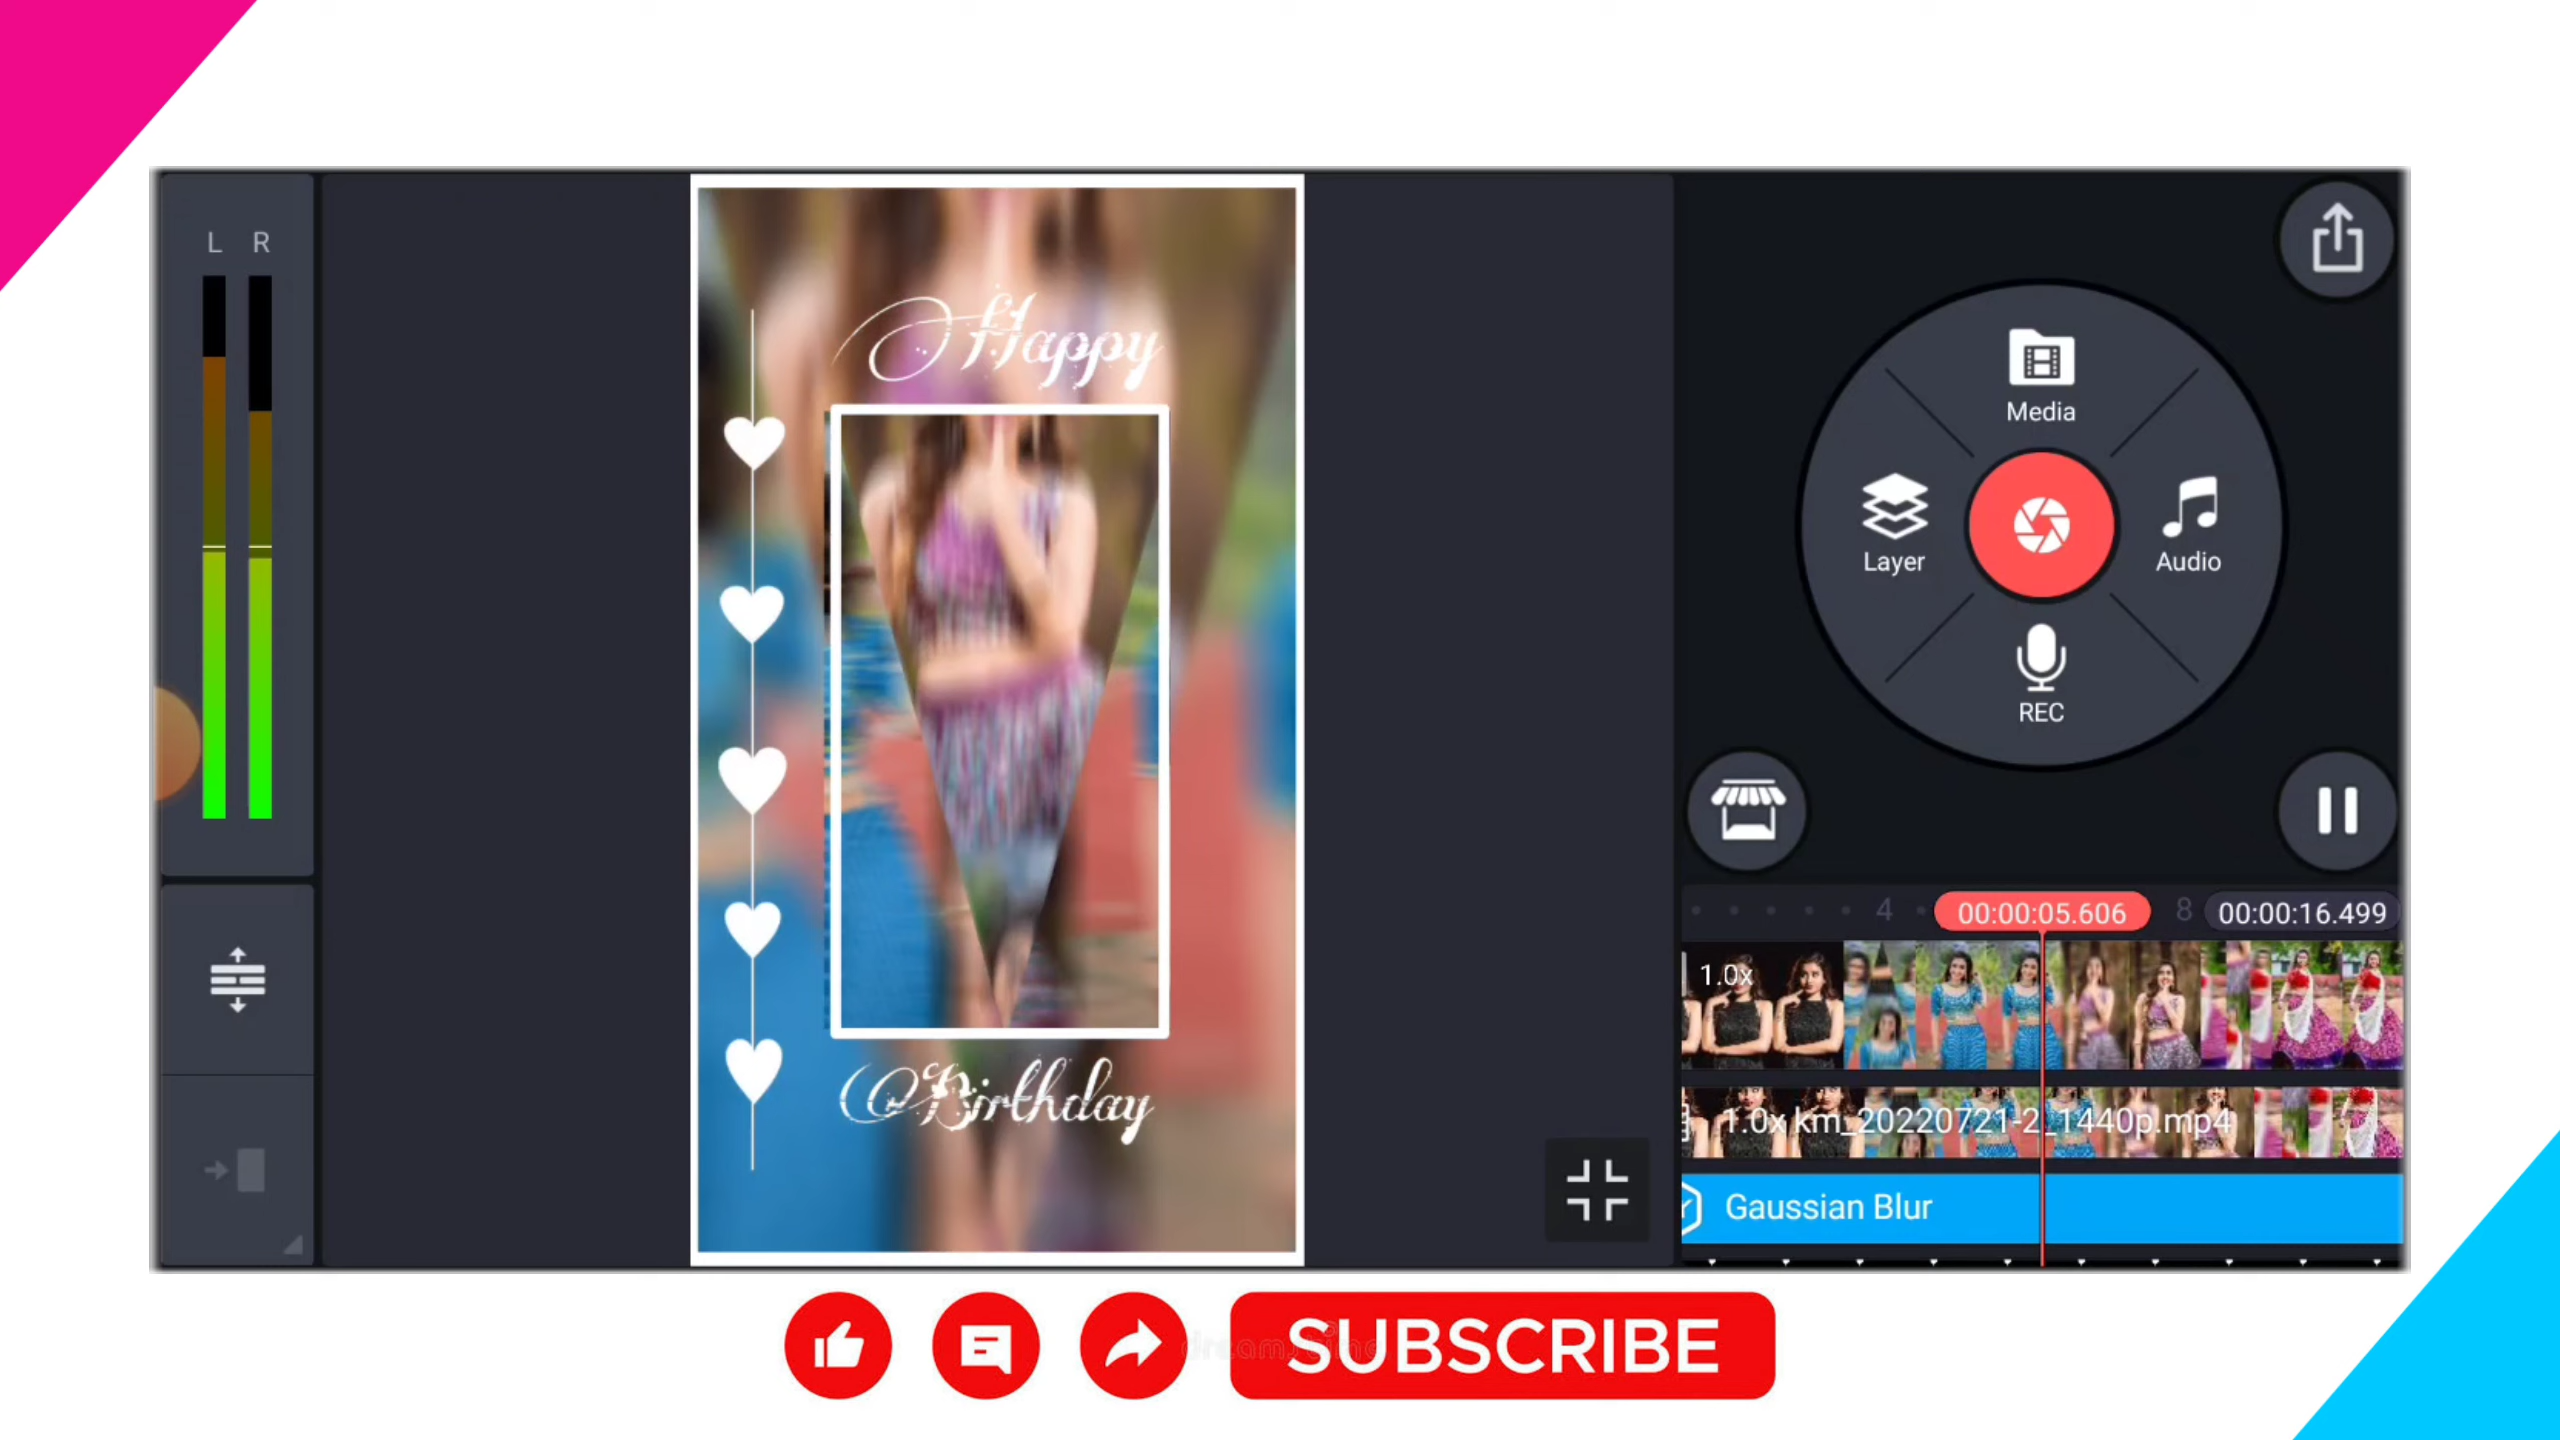 L R
Happy
Birthday
Media
Layer
Audio
REC
4
00:00:05.606
8
00:00:16.499
1.0x
1.0x km_20220721-2_1440p.mp4
Gaussian Blur
SUBSCRIBE